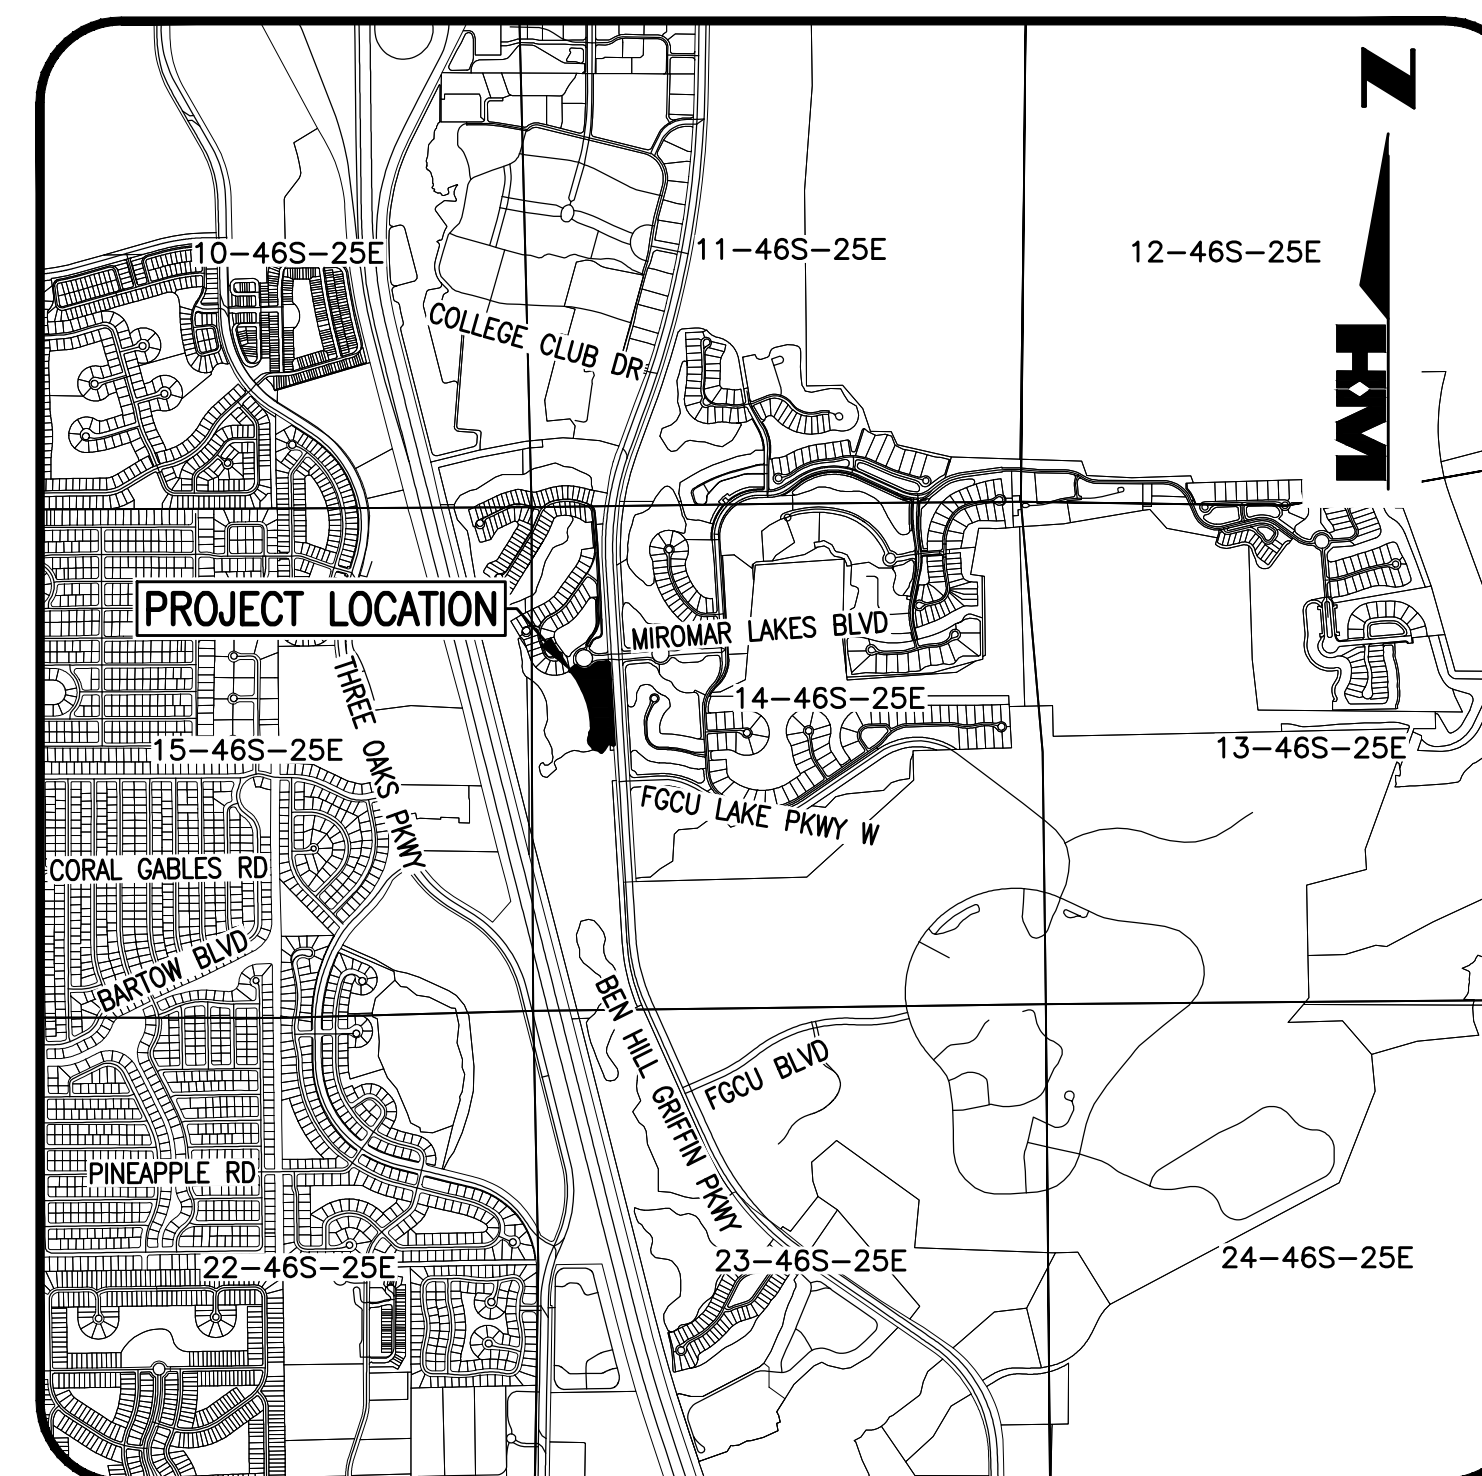 Z
10-46S-25E
11-46S-25E
12-46S-25E
COLLEGE CLUB DR
HM
PROJECT LOCATION
MIROMAR LAKES BLVD
THREE OAKS PKWY
14-46S-25E
15-46S-25E
13-46S-25E
FGCU LAKE PKWY W
CORAL GABLES RD
BARTOW BLVD
BEN HILL GRIFFIN PKWY
FGCU BLVD
PINEAPPLE RD
22-46S-25E
23-46S-25E
24-46S-25E